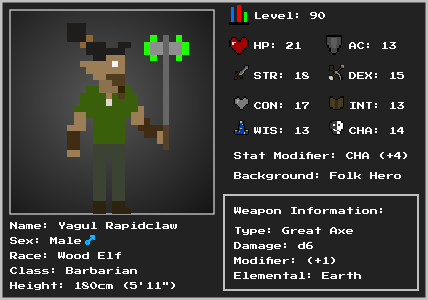 Level: 90
HP: 21 AC: 13
STR: 18 DEX: 15
CON: 17 INT: 13
WIS: 13 CHA: 14
Stat Modifier: CHA (+4)
Background: Folk Hero
Name: Yagul Rapidclaw
Sex: Male ♂
Race: Wood Elf
Class: Barbarian
Height: 180cm (5'11")
Weapon Information:
Type: Great Axe
Damage: d6
Modifier: (+1)
Elemental: Earth